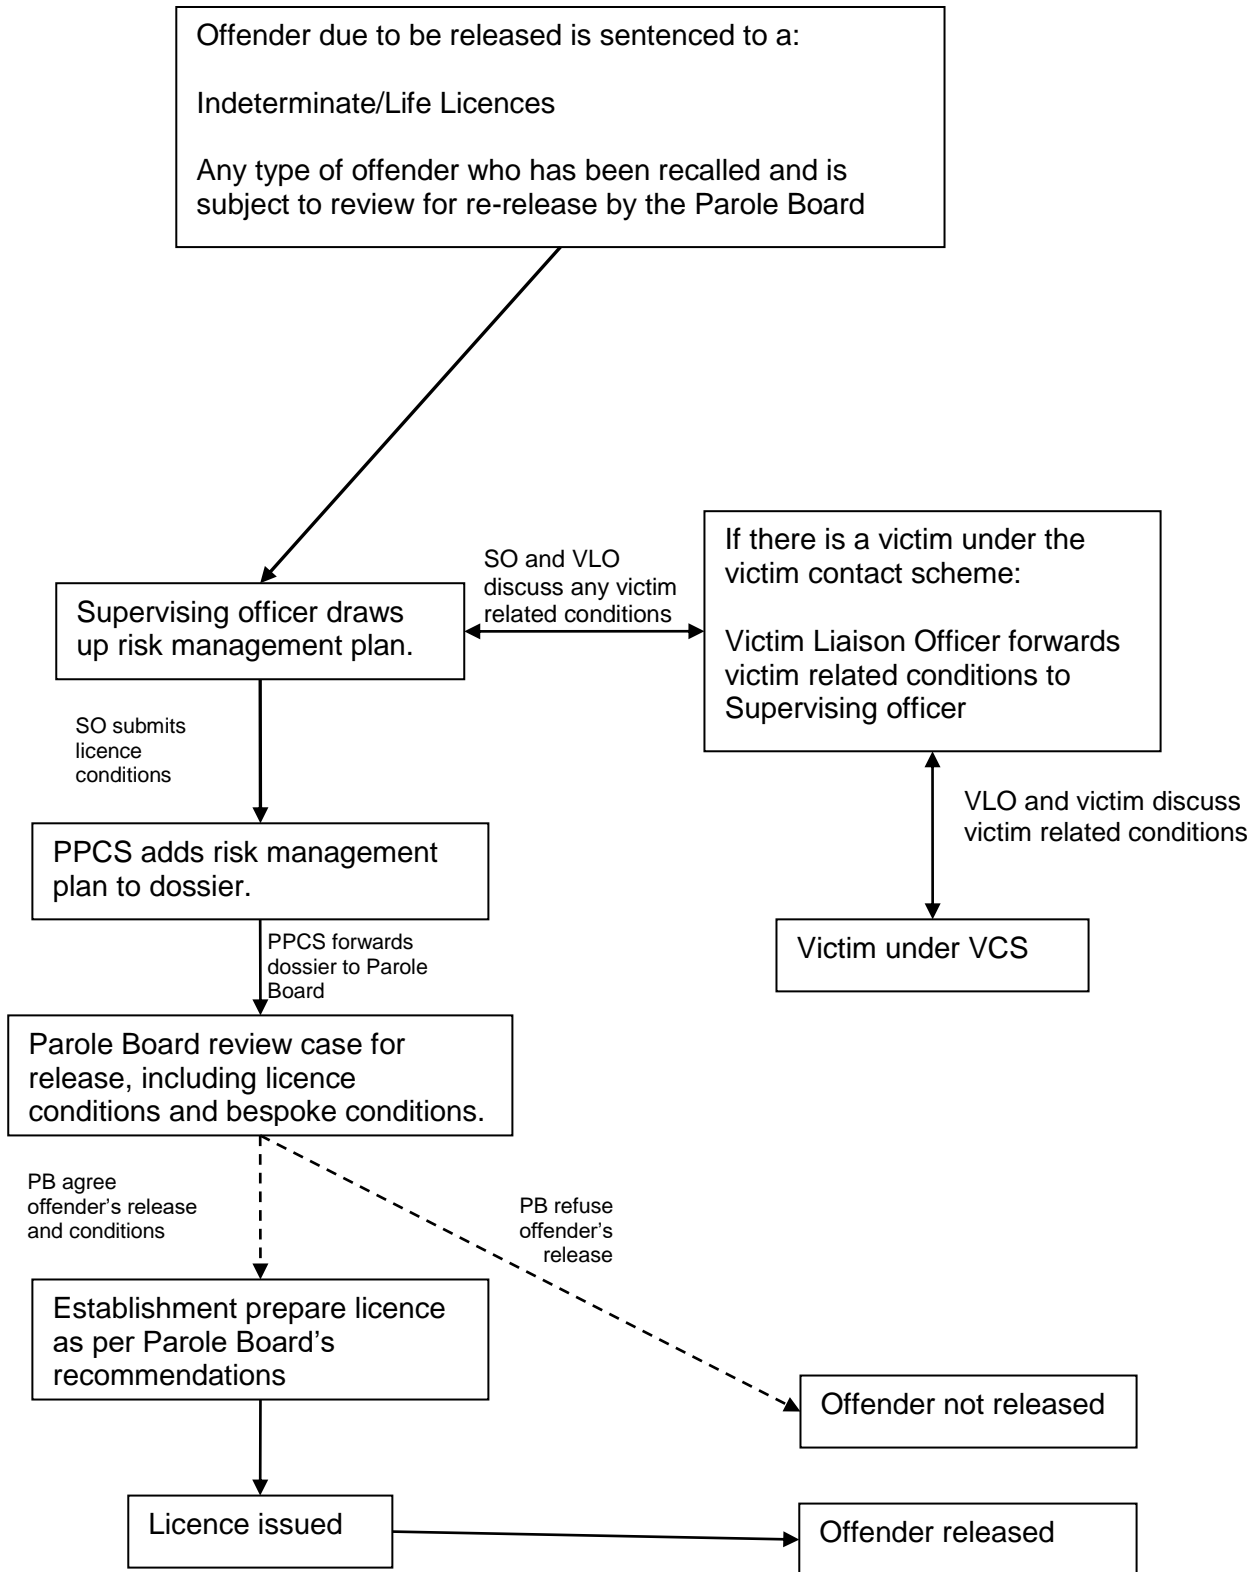 Offender due to be released is sentenced to a:
Indeterminate/Life Licences
Any type of offender who has been recalled and is
subject to review for re-release by the Parole Board
SO and VLO
discuss any victim
related conditions
If there is a victim under the
victim contact scheme:
Victim Liaison Officer forwards
victim related conditions to
Supervising officer
Supervising officer draws
up risk management plan.
SO submits
licence
conditions
VLO and victim discuss
victim related conditions
PPCS adds risk management
plan to dossier.
Victim under VCS
PPCS forwards
dossier to Parole
Board
Parole Board review case for
release, including licence
conditions and bespoke conditions.
PB agree
offender’s release
and conditions
PB refuse
offender’s
release
Establishment prepare licence
as per Parole Board’s
recommendations
Offender not released
Licence issued
Offender released